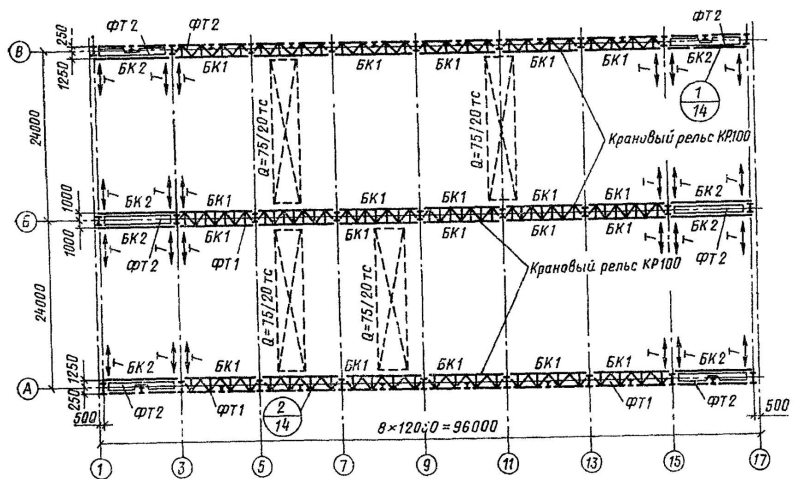 ФТ2 ФТ2
250
В
БК2 БК1 БК1 БК1 БК1 БК1 БК2
1250
Т Т Т Т
1
14
Q=75/20 тс
Q=75/20 тс
24000
Крановый рельс КР100
Т Т Т Т
БК2 БК1 БК1 БК1 БК1 БК1 БК1 БК2
1000
Б
БК2 БК1 БК1 БК1 БК1 БК1 БК2
1000
Т ФТ2 Т ФТ1 Т Т ФТ2
Крановый рельс КР100
Q=75/20 тс
Q=75/20 тс
24000
Т Т Т Т
БК2 БК1 БК1 БК1 БК1 БК1 БК2
1250
А
250
ФТ2 ФТ1 ФТ1 ФТ2
2
14
500 500
8×12000=96000
1 3 5 7 9 11 13 15 17